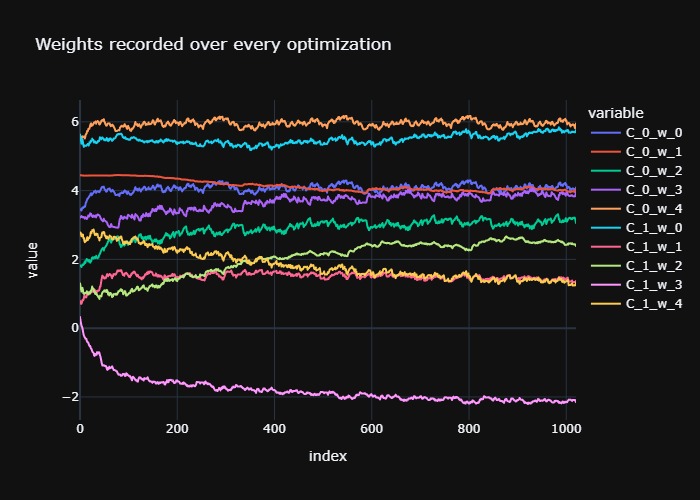 Weights recorded over every optimization
variable
C_0_w_0
C_0_w_1
C_0_w_2
C_0_w_3
C_0_w_4
C_1_w_0
C_1_w_1
C_1_w_2
C_1_w_3
C_1_w_4
value
6
4
2
0
−2
0 200 400 600 800 1000
index